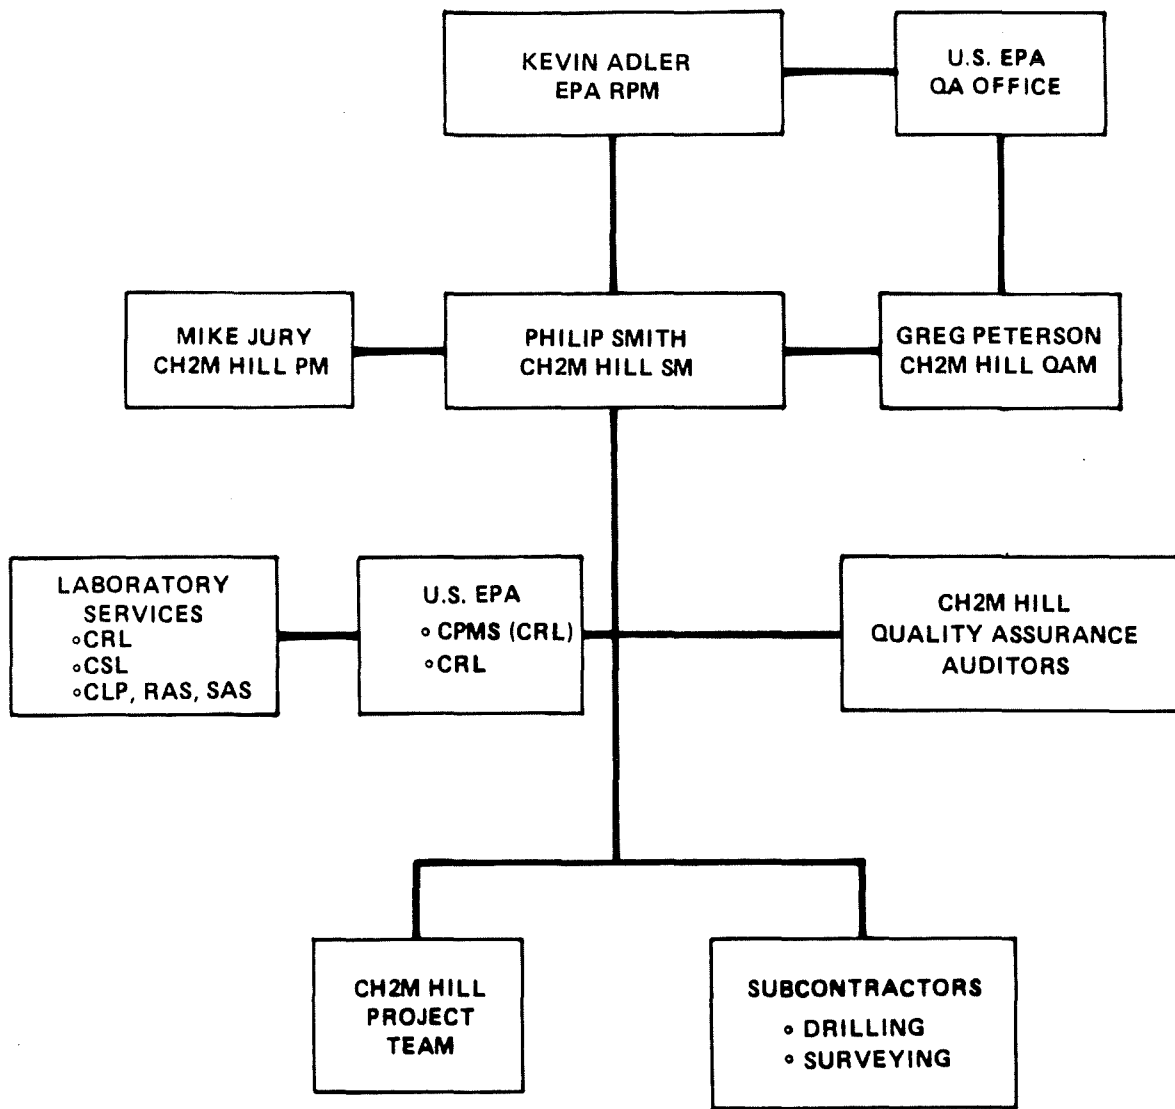 KEVIN ADLER
EPA RPM
U.S. EPA
QA OFFICE
MIKE JURY
CH2M HILL PM
PHILIP SMITH
CH2M HILL SM
GREG PETERSON
CH2M HILL QAM
LABORATORY
SERVICES
∘CRL
∘CSL
∘CLP, RAS, SAS
U.S. EPA
∘ CPMS (CRL)
∘CRL
CH2M HILL
QUALITY ASSURANCE
AUDITORS
CH2M HILL
PROJECT
TEAM
SUBCONTRACTORS
∘ DRILLING
∘ SURVEYING